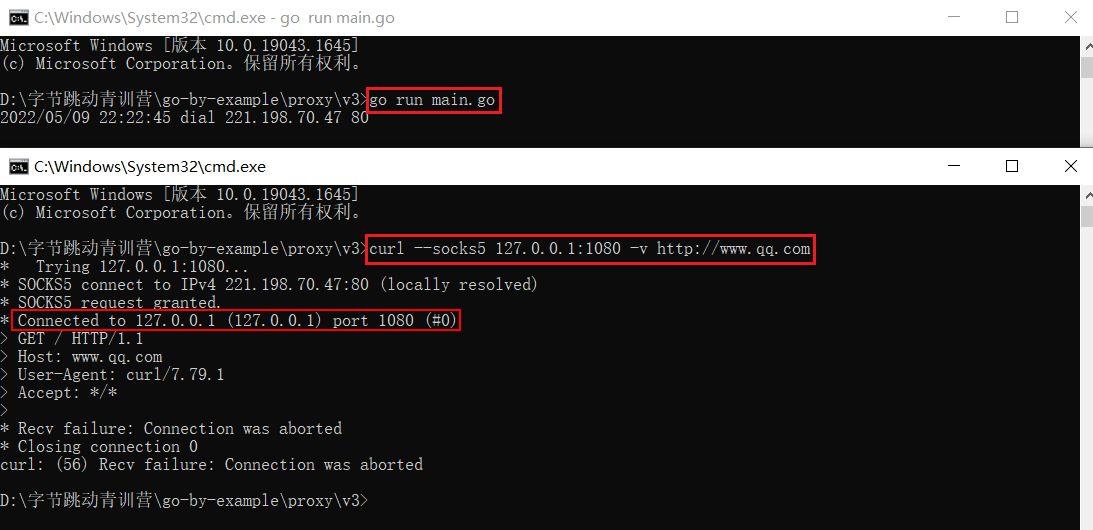 C:\Windows\System32\cmd.exe - go  run main.go
Microsoft Windows [版本 10.0.19043.1645]
(c) Microsoft Corporation。保留所有权利。
D:\字节跳动青训营\go-by-example\proxy\v3>go run main.go
2022/05/09 22:22:45 dial 221.198.70.47 80
C:\Windows\System32\cmd.exe
Microsoft Windows [版本 10.0.19043.1645]
(c) Microsoft Corporation。保留所有权利。
D:\字节跳动青训营\go-by-example\proxy\v3>curl --socks5 127.0.0.1:1080 -v http://www.qq.com
*   Trying 127.0.0.1:1080...
* SOCKS5 connect to IPv4 221.198.70.47:80 (locally resolved)
* SOCKS5 request granted.
* Connected to 127.0.0.1 (127.0.0.1) port 1080 (#0)
> GET / HTTP/1.1
> Host: www.qq.com
> User-Agent: curl/7.79.1
> Accept: */*
>
* Recv failure: Connection was aborted
* Closing connection 0
curl: (56) Recv failure: Connection was aborted
D:\字节跳动青训营\go-by-example\proxy\v3>